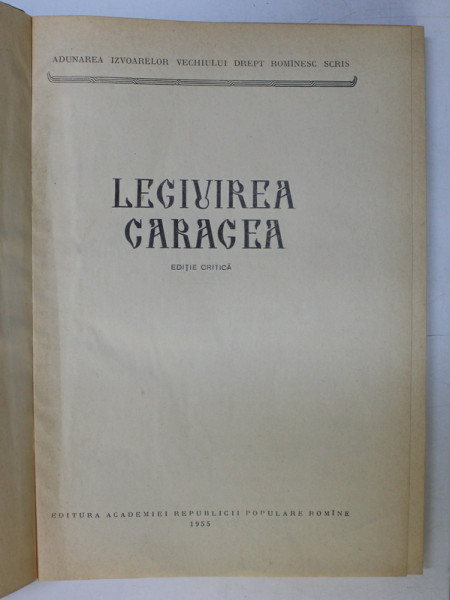 ADUNAREA IZVOARELOR VECHIULUI DREPT ROMÎNESC SCRIS
LEGIUIREA
CARAGEA
EDIȚIE CRITICĂ
EDITURA ACADEMIEI REPUBLICII POPULARE ROMÎNE
1955